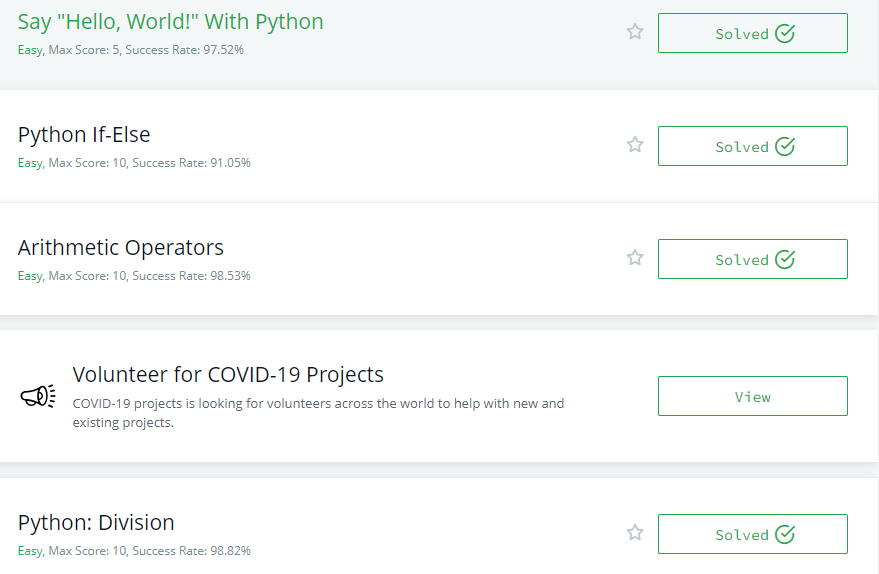 Say "Hello, World!" With Python
Easy, Max Score: 5, Success Rate: 97.52%
Solved
Python If-Else
Easy, Max Score: 10, Success Rate: 91.05%
Solved
Arithmetic Operators
Easy, Max Score: 10, Success Rate: 98.53%
Solved
Volunteer for COVID-19 Projects
COVID-19 projects is looking for volunteers across the world to help with new and
existing projects.
View
Python: Division
Easy, Max Score: 10, Success Rate: 98.82%
Solved